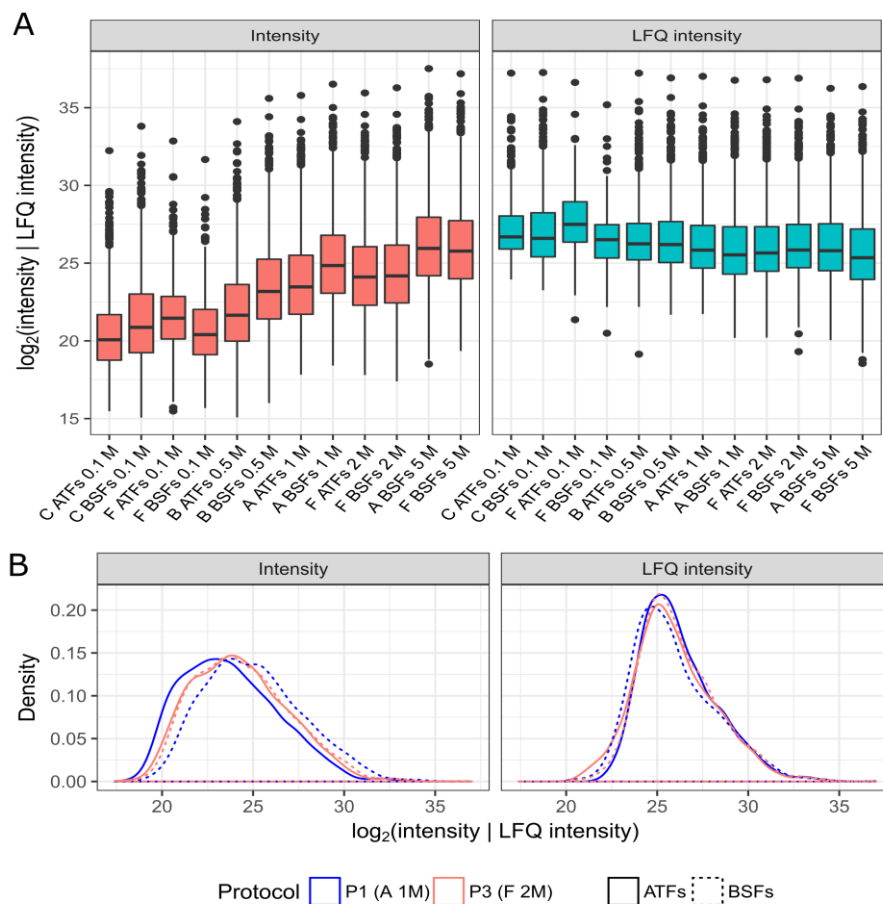 A
Intensity
LFQ intensity
log₂(intensity | LFQ intensity)
35
30
25
20
15
C ATFs 0.1 M
C BSFs 0.1 M
F ATFs 0.1 M
F BSFs 0.1 M
B ATFs 0.5 M
B BSFs 0.5 M
A ATFs 1 M
A BSFs 1 M
F ATFs 2 M
F BSFs 2 M
A BSFs 5 M
F BSFs 5 M
C ATFs 0.1 M
C BSFs 0.1 M
F ATFs 0.1 M
F BSFs 0.1 M
B ATFs 0.5 M
B BSFs 0.5 M
A ATFs 1 M
A BSFs 1 M
F ATFs 2 M
F BSFs 2 M
A BSFs 5 M
F BSFs 5 M
B
Intensity
LFQ intensity
Density
0.20
0.15
0.10
0.05
0.00
20 25 30 35
20 25 30 35
log₂(intensity | LFQ intensity)
Protocol P1 (A 1M) P3 (F 2M) ATFs BSFs